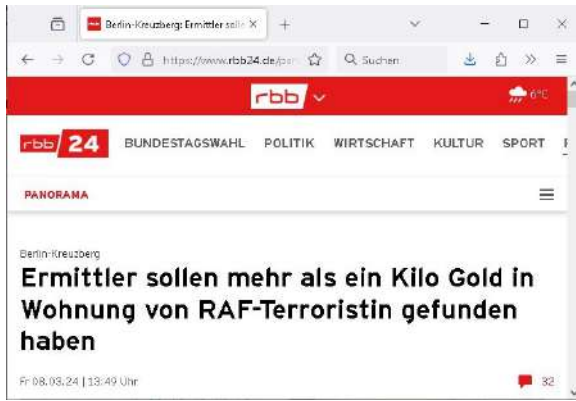 Berlin-Kreuzberg: Ermittler solle
https://www.rbb24.de/pan
Suchen
rbb
6°C
rbb 24 BUNDESTAGSWAHL POLITIK WIRTSCHAFT KULTUR SPORT
PANORAMA
Berlin-Kreuzberg
Ermittler sollen mehr als ein Kilo Gold in
Wohnung von RAF-Terroristin gefunden
haben
Fr 08.03.24 | 13:49 Uhr
32